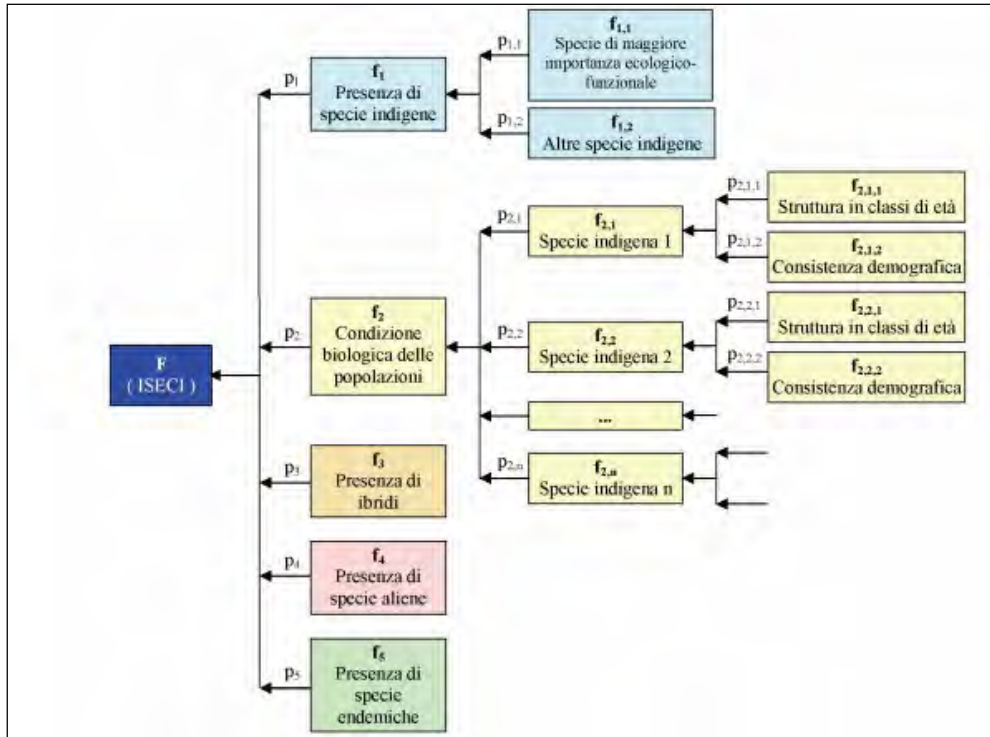 F
( ISECI )
p1
f1
Presenza di
specie indigene
p1,1
f1,1
Specie di maggiore
importanza ecologico-
funzionale
p1,2
f1,2
Altre specie indigene
p2
f2
Condizione
biologica delle
popolazioni
p2,1
f2,1
Specie indigena 1
p2,1,1
f2,1,1
Struttura in classi di età
p2,1,2
f2,1,2
Consistenza demografica
p2,2
f2,2
Specie indigena 2
p2,2,1
f2,2,1
Struttura in classi di età
p2,2,2
f2,2,2
Consistenza demografica
...
p2,n
f2,n
Specie indigena n
p3
f3
Presenza di
ibridi
p4
f4
Presenza di
specie aliene
p5
f5
Presenza di
specie
endemiche